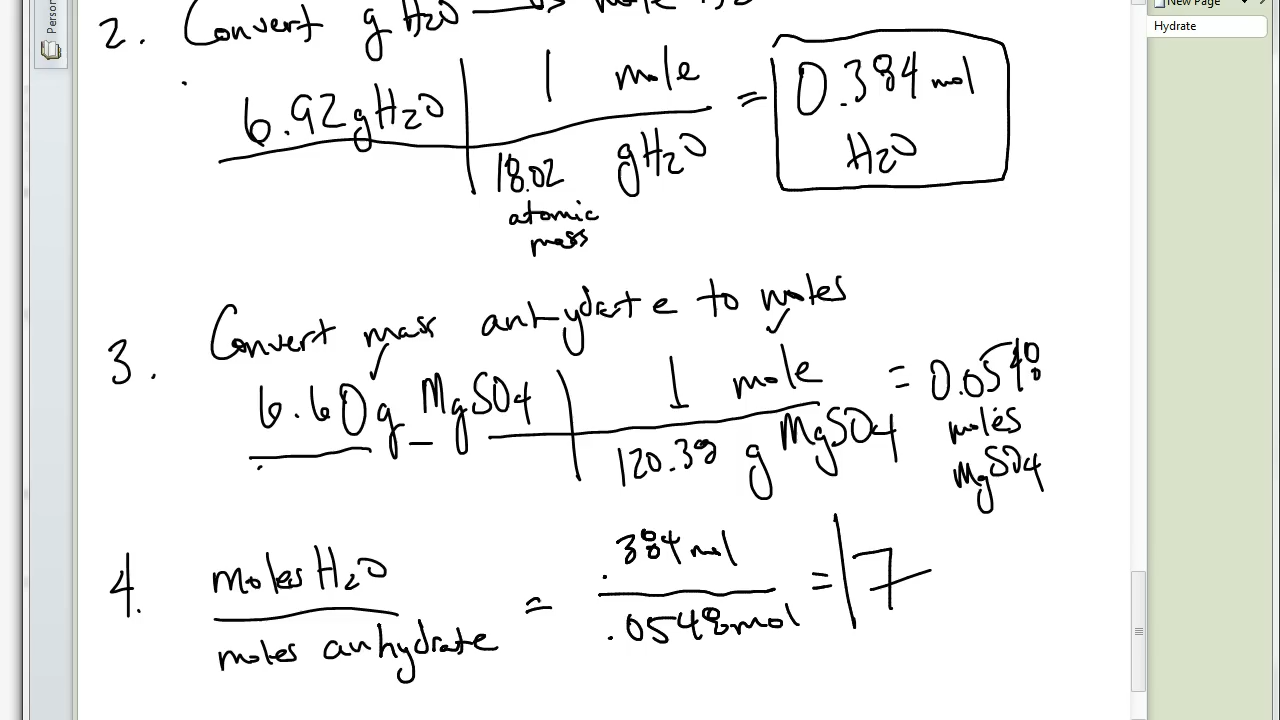 New Page
Hydrate
Person
2. Convert g H2O → mole
6.92 g H2O | 1 mole = 0.384 mol
18.02 g H2O H2O
atomic
mass
3. Convert mass anhydrate to moles
6.60 g MgSO4 | 1 mole = 0.0548
120.38 g MgSO4 moles
MgSO4
4. moles H2O = .384 mol = 7
moles anhydrate .0548 mol